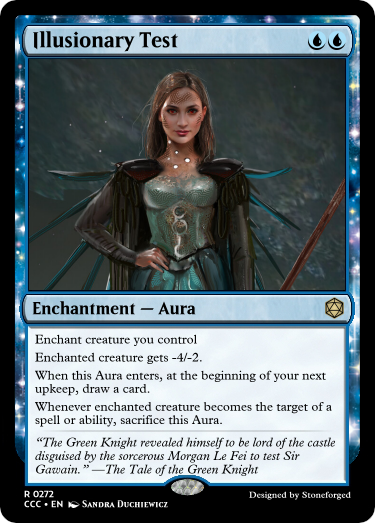 Illusionary Test
Enchantment — Aura
Enchant creature you control
Enchanted creature gets -4/-2.
When this Aura enters, at the beginning of your next
upkeep, draw a card.
Whenever enchanted creature becomes the target of a
spell or ability, sacrifice this Aura.
“The Green Knight revealed himself to be lord of the castle
disguised by the sorcerous Morgan Le Fei to test Sir
Gawain.” —The Tale of the Green Knight
R 0272
CCC • EN Sandra Duchiewicz
Designed by Stoneforged